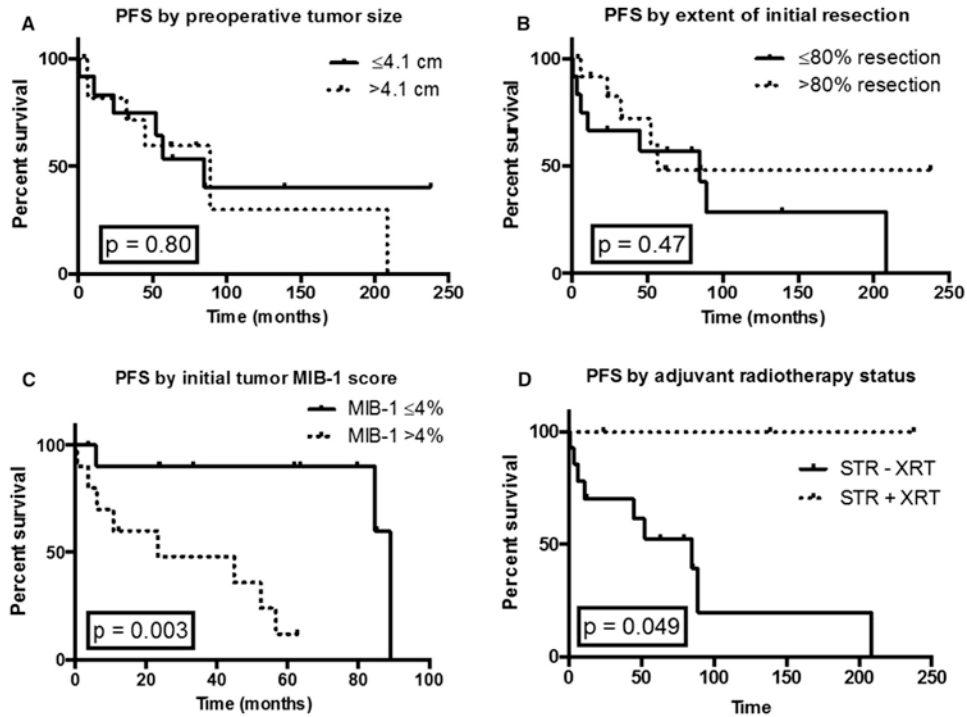 A
PFS by preoperative tumor size
≤4.1 cm
>4.1 cm
Percent survival
100
50
0
p = 0.80
0 50 100 150 200 250
Time (months)
B
PFS by extent of initial resection
≤80% resection
>80% resection
Percent survival
100
50
0
p = 0.47
0 50 100 150 200 250
Time (months)
C
PFS by initial tumor MIB-1 score
MIB-1 ≤4%
MIB-1 >4%
Percent survival
100
50
0
p = 0.003
0 20 40 60 80 100
Time (months)
D
PFS by adjuvant radiotherapy status
STR - XRT
STR + XRT
Percent survival
100
50
0
p = 0.049
0 50 100 150 200 250
Time